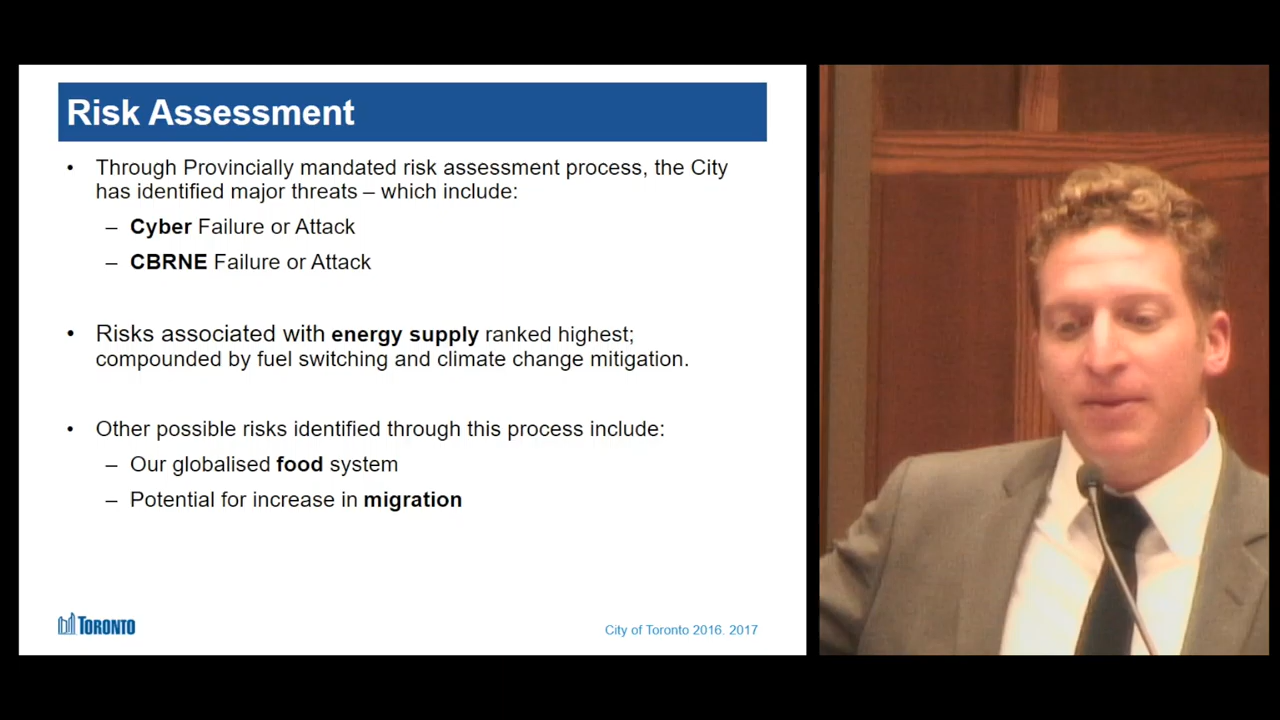 Risk Assessment
• Through Provincially mandated risk assessment process, the City
has identified major threats – which include:
– Cyber Failure or Attack
– CBRNE Failure or Attack
• Risks associated with energy supply ranked highest;
compounded by fuel switching and climate change mitigation.
• Other possible risks identified through this process include:
– Our globalised food system
– Potential for increase in migration
TORONTO
City of Toronto 2016. 2017